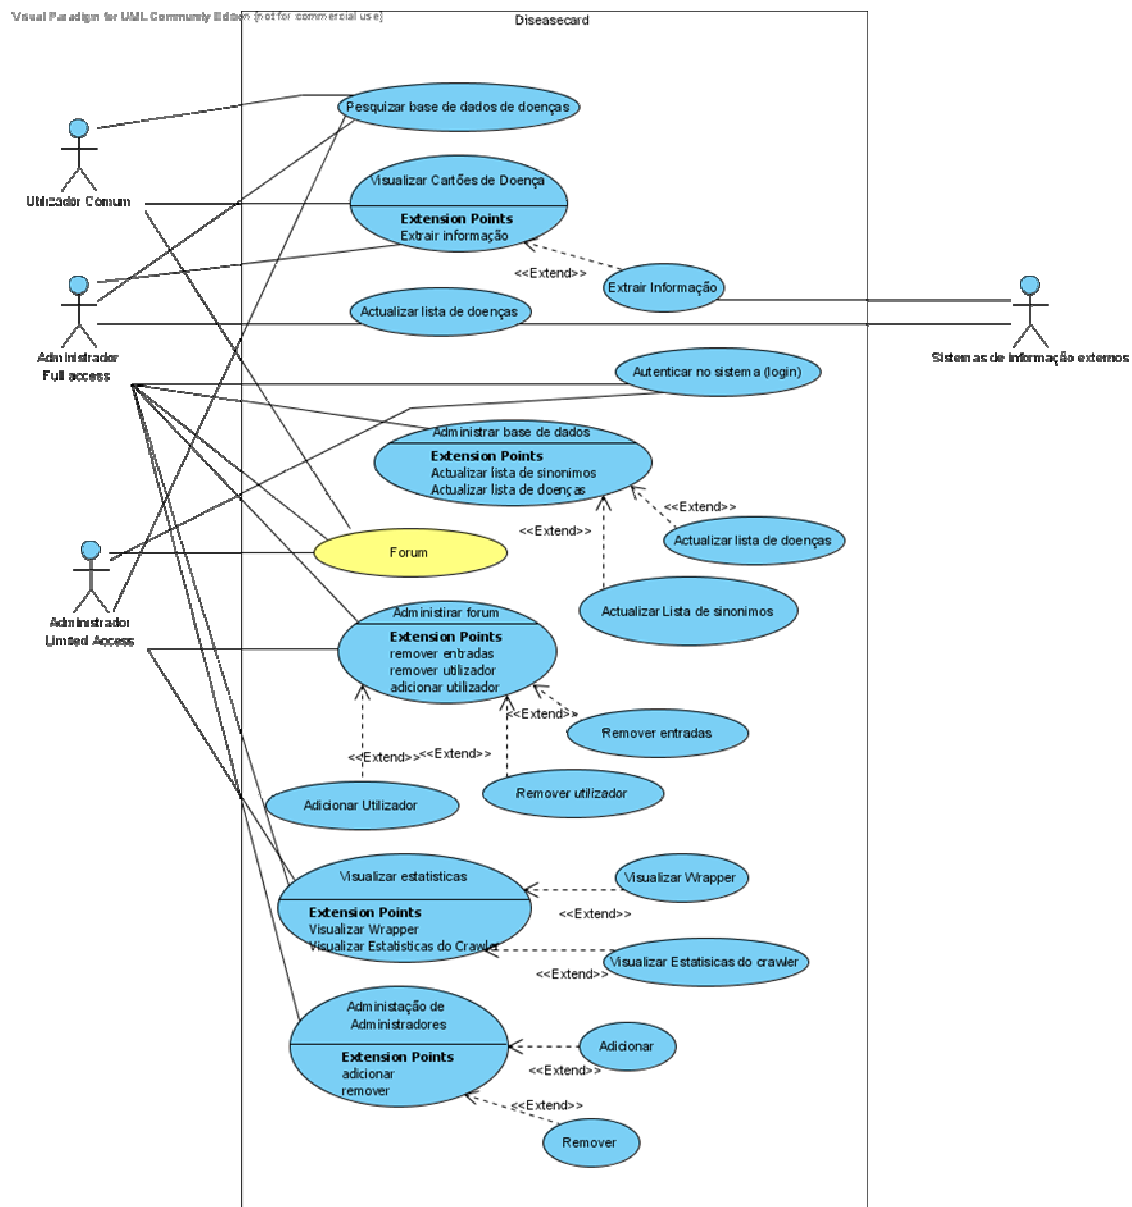 Visual Paradigm for UML Community Edition [not for commercial use]
Diseasecard
Pesquizar base de dados de doenças
Utilizador Comum
Visualizar Cartões de Doença
Extension Points
Extrair informação
<<Extend>>
Extrair Informação
Actualizar lista de doenças
Administrador
Full access
Sistemas de informação externos
Autenticar no sistema (login)
Administrar base de dados
Extension Points
Actualizar lista de sinonimos
Actualizar lista de doenças
<<Extend>>
<<Extend>>
Actualizar lista de doenças
Forum
Actualizar Lista de sinonimos
Administrador
Limited Access
Administirar forum
Extension Points
remover entradas
remover utilizador
adicionar utilizador
<<Extend>>
Remover entradas
<<Extend>>
<<Extend>>
Adicionar Utilizador
Remover utilizador
Visualizar estatisticas
Extension Points
Visualizar Wrapper
Visualizar Estatisticas do Crawler
Visualizar Wrapper
<<Extend>>
Visualizar Estatisicas do crawler
<<Extend>>
Administação de
Administradores
Extension Points
adicionar
remover
Adicionar
<<Extend>>
<<Extend>>
Remover